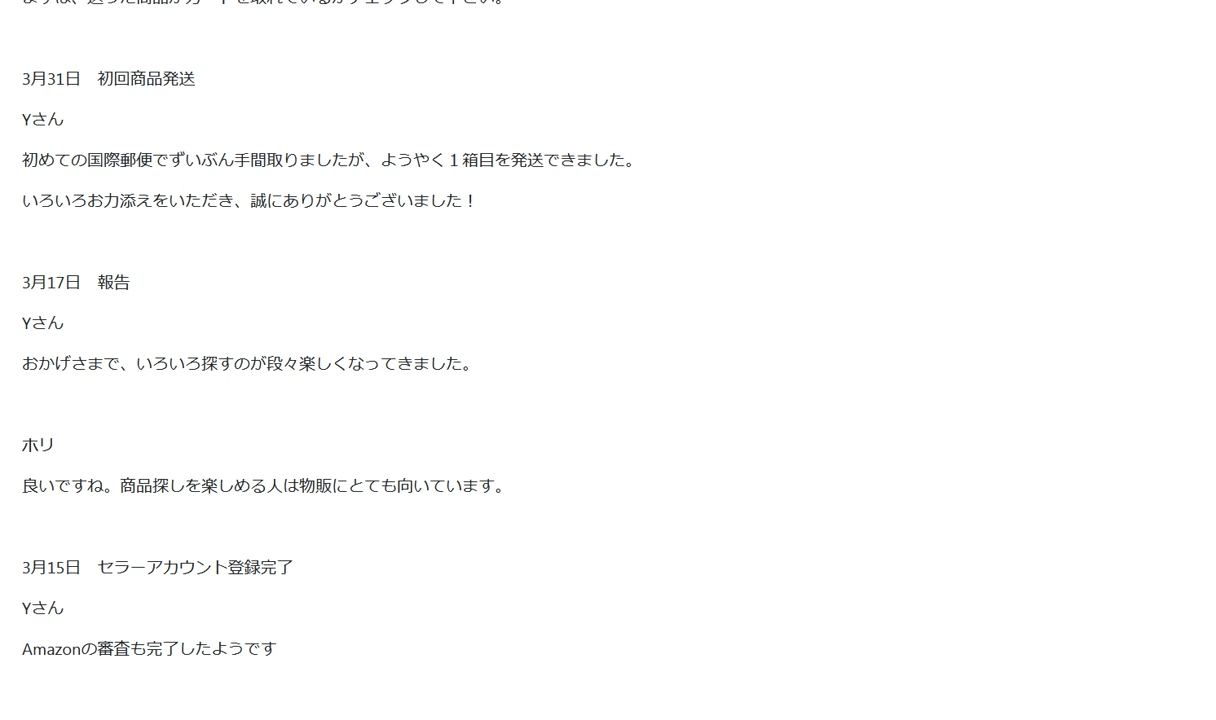 3月31日　初回商品発送
Yさん
初めての国際郵便でずいぶん手間取りましたが、ようやく１箱目を発送できました。
いろいろお力添えをいただき、誠にありがとうございました！
3月17日　報告
Yさん
おかげさまで、いろいろ探すのが段々楽しくなってきました。
ホリ
良いですね。商品探しを楽しめる人は物販にとても向いています。
3月15日　セラーアカウント登録完了
Yさん
Amazonの審査も完了したようです